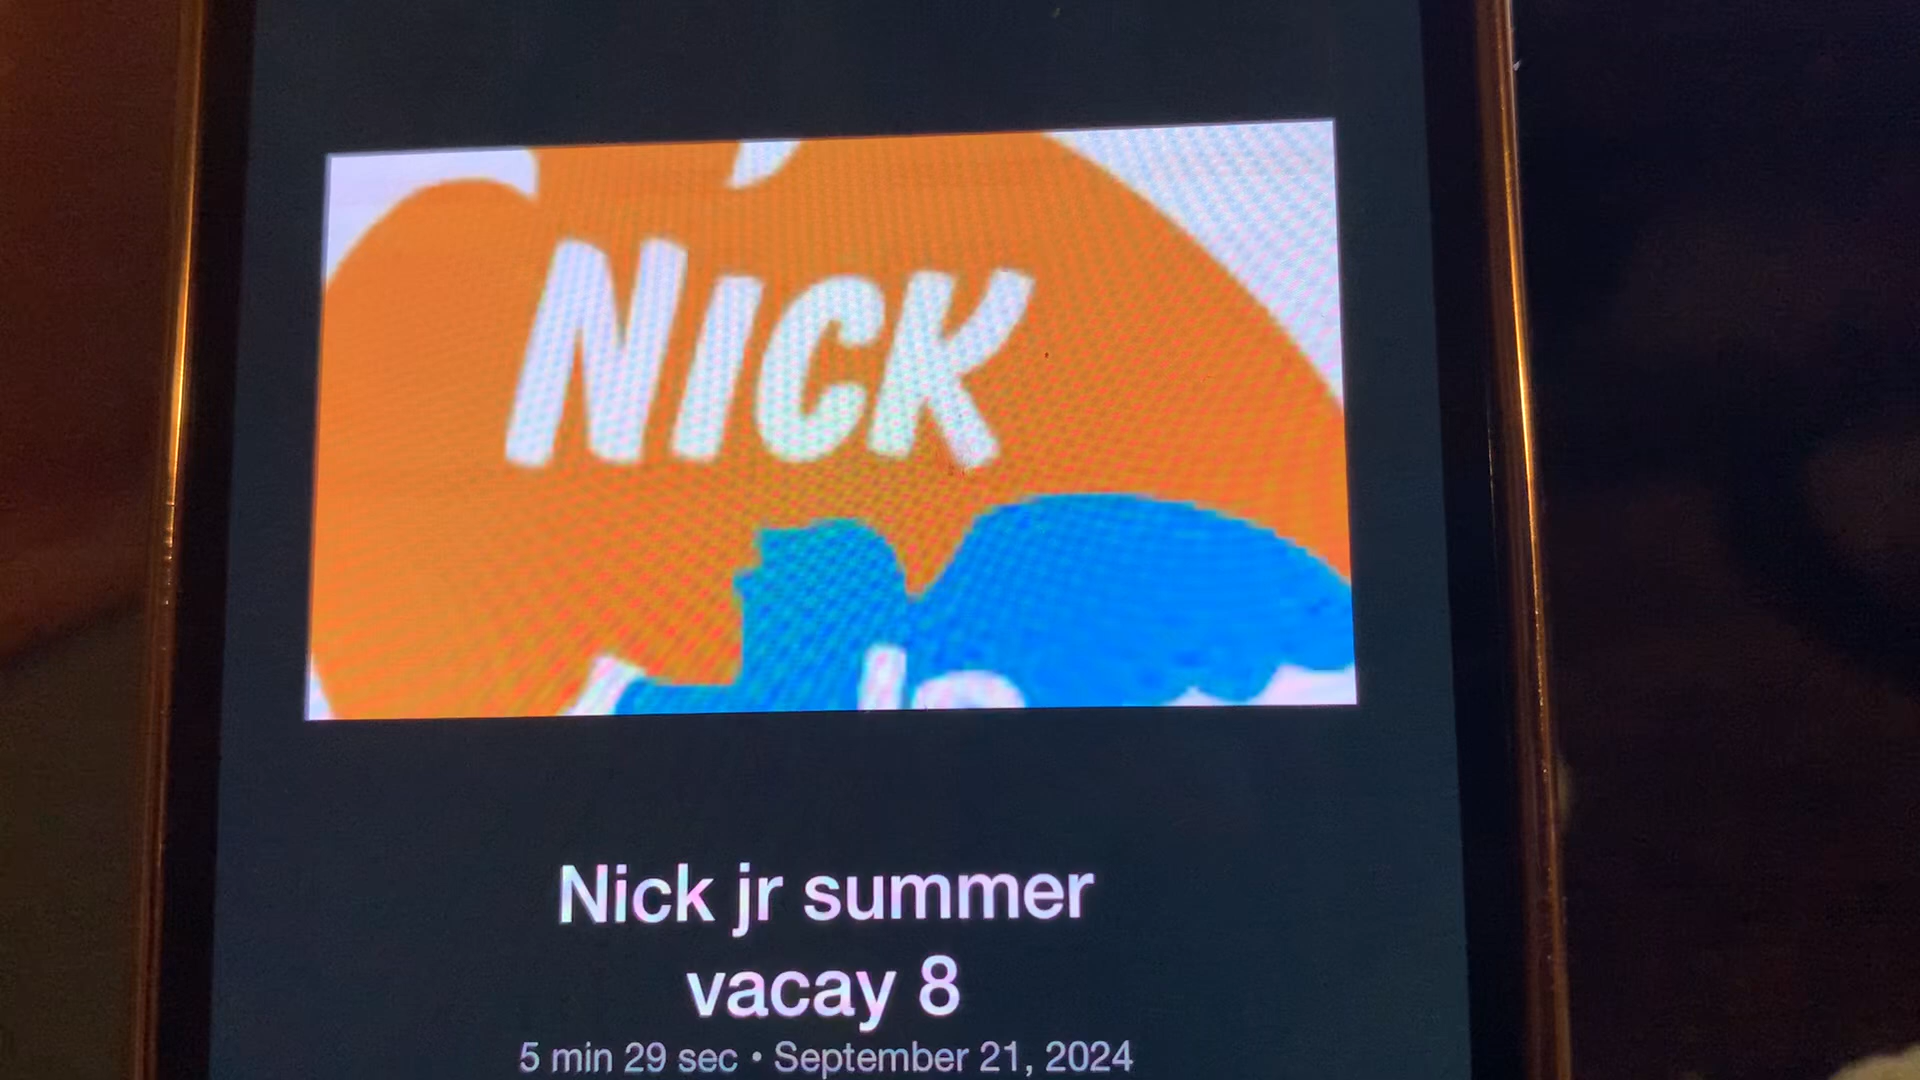 NICK
Nick jr summer
vacay 8
5 min 29 sec • September 21, 2024